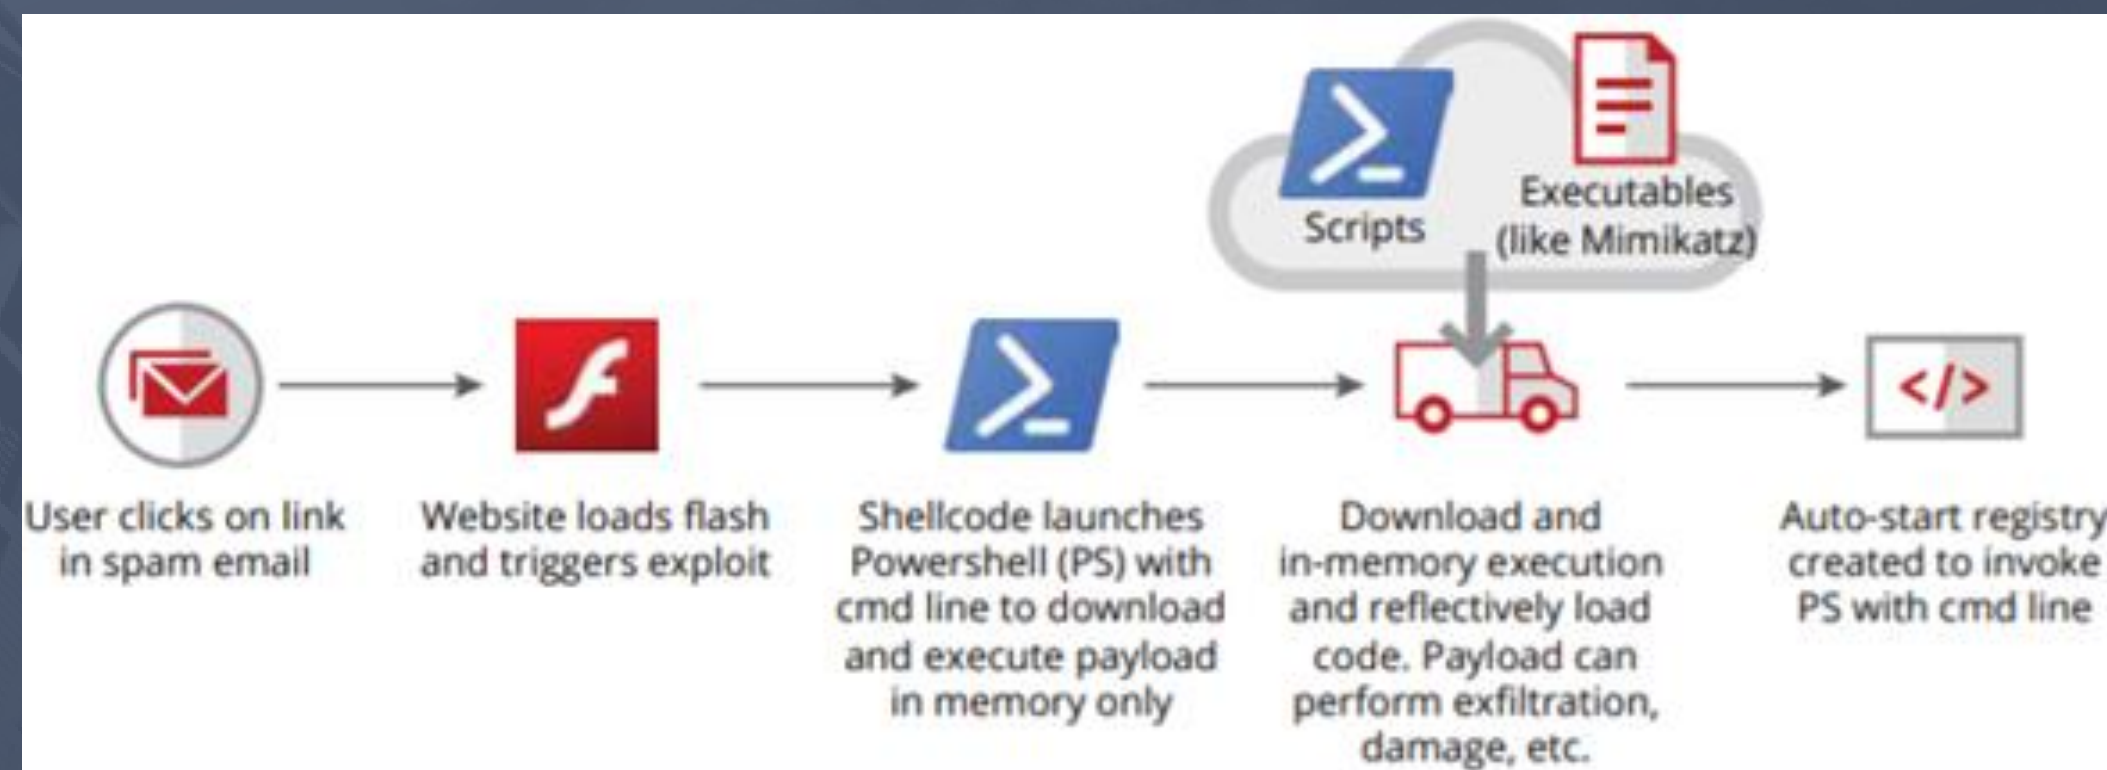 Scripts
Executables
(like Mimikatz)
User clicks on link
in spam email
Website loads flash
and triggers exploit
Shellcode launches
Powershell (PS) with
cmd line to download
and execute payload
in memory only
Download and
in-memory execution
and reflectively load
code. Payload can
perform exfiltration,
damage, etc.
Auto-start registry
created to invoke
PS with cmd line